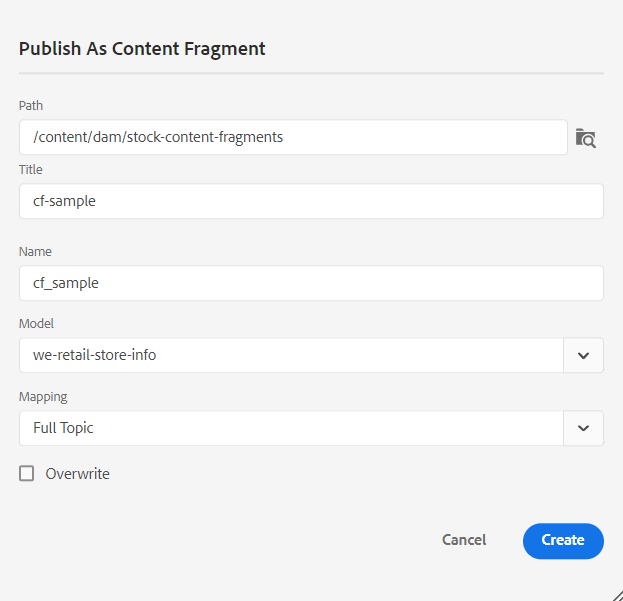 Publish As Content Fragment
Path
/content/dam/stock-content-fragments
Title
cf-sample
Name
cf_sample
Model
we-retail-store-info
Mapping
Full Topic
Overwrite
Cancel
Create